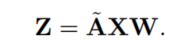 Z = ÃXW.